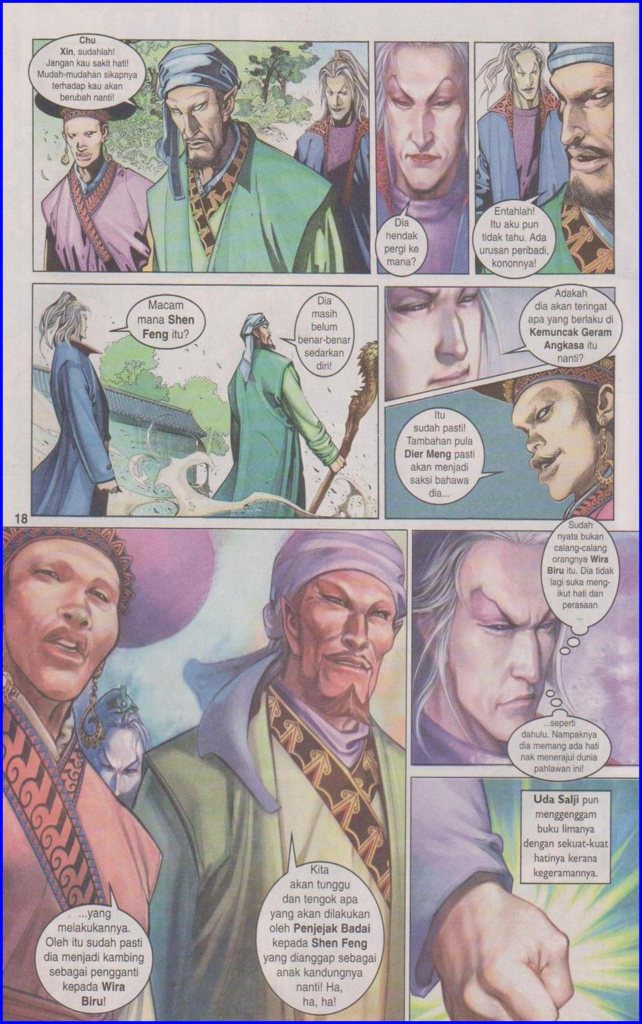 Chu
Xin, sudahlah!
Jangan kau sakit hati!
Mudah-mudahan sikapnya
terhadap kau akan
berubah nanti!
Dia
hendak
pergi ke
mana?
Entahlah!
Itu aku pun
tidak tahu. Ada
urusan peribadi,
kononnya!
Macam
mana Shen
Feng itu?
Dia
masih
belum
benar-benar
sedarkan
diri!
Adakah
dia akan teringat
apa yang berlaku di
Kemuncak Geram
Angkasa itu
nanti?
Itu
sudah pasti!
Tambahan pula
Dier Meng pasti
akan menjadi
saksi bahawa
dia...
18
...yang
melakukannya.
Oleh itu sudah pasti
dia menjadi kambing
sebagai pengganti
kepada Wira
Biru!
Kita
akan tunggu
dan tengok apa
yang akan dilakukan
oleh Penjejak Badai
kepada Shen Feng
yang dianggap sebagai
anak kandungnya
nanti! Ha,
ha, ha!
Sudah
nyata bukan
calang-calang
orangnya Wira
Biru itu. Dia tidak
lagi suka meng-
ikut hati dan
perasaan
...
...seperti
dahulu. Nampaknya
dia memang ada hati
nak menerajui dunia
pahlawan ini!
Uda Salji pun
menggenggam
buku limanya
dengan sekuat-kuat
hatinya kerana
kegeramannya.